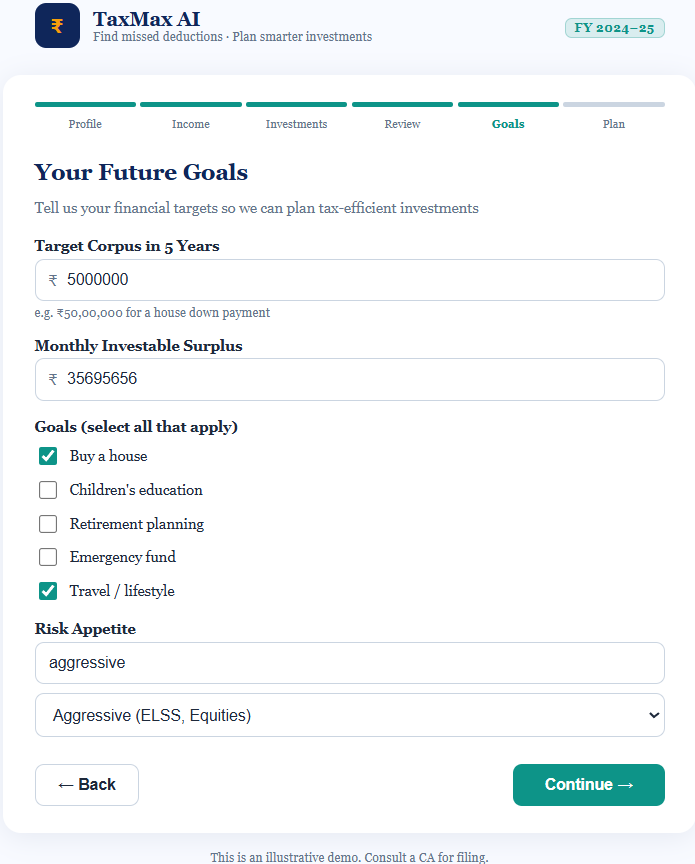 ₹
TaxMax AI
Find missed deductions · Plan smarter investments
FY 2024–25
Profile Income Investments Review Goals Plan
Your Future Goals
Tell us your financial targets so we can plan tax-efficient investments
Target Corpus in 5 Years
₹ 5000000
e.g. ₹50,00,000 for a house down payment
Monthly Investable Surplus
₹ 35695656
Goals (select all that apply)
Buy a house
Children's education
Retirement planning
Emergency fund
Travel / lifestyle
Risk Appetite
aggressive
Aggressive (ELSS, Equities)
← Back
Continue →
This is an illustrative demo. Consult a CA for filing.